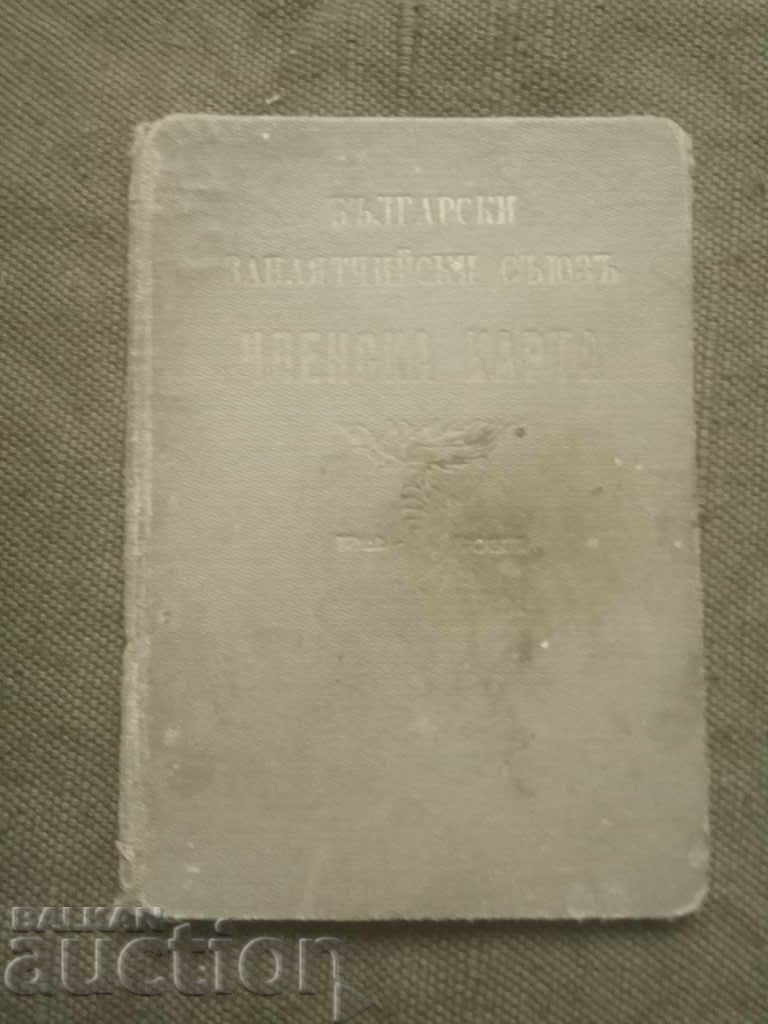 БЪЛГАРСКИ
ЗАНАЯТЧИЙСКИ СЪЮЗЪ
ЧЛЕНСКА КАРТА
BALKAN
auction